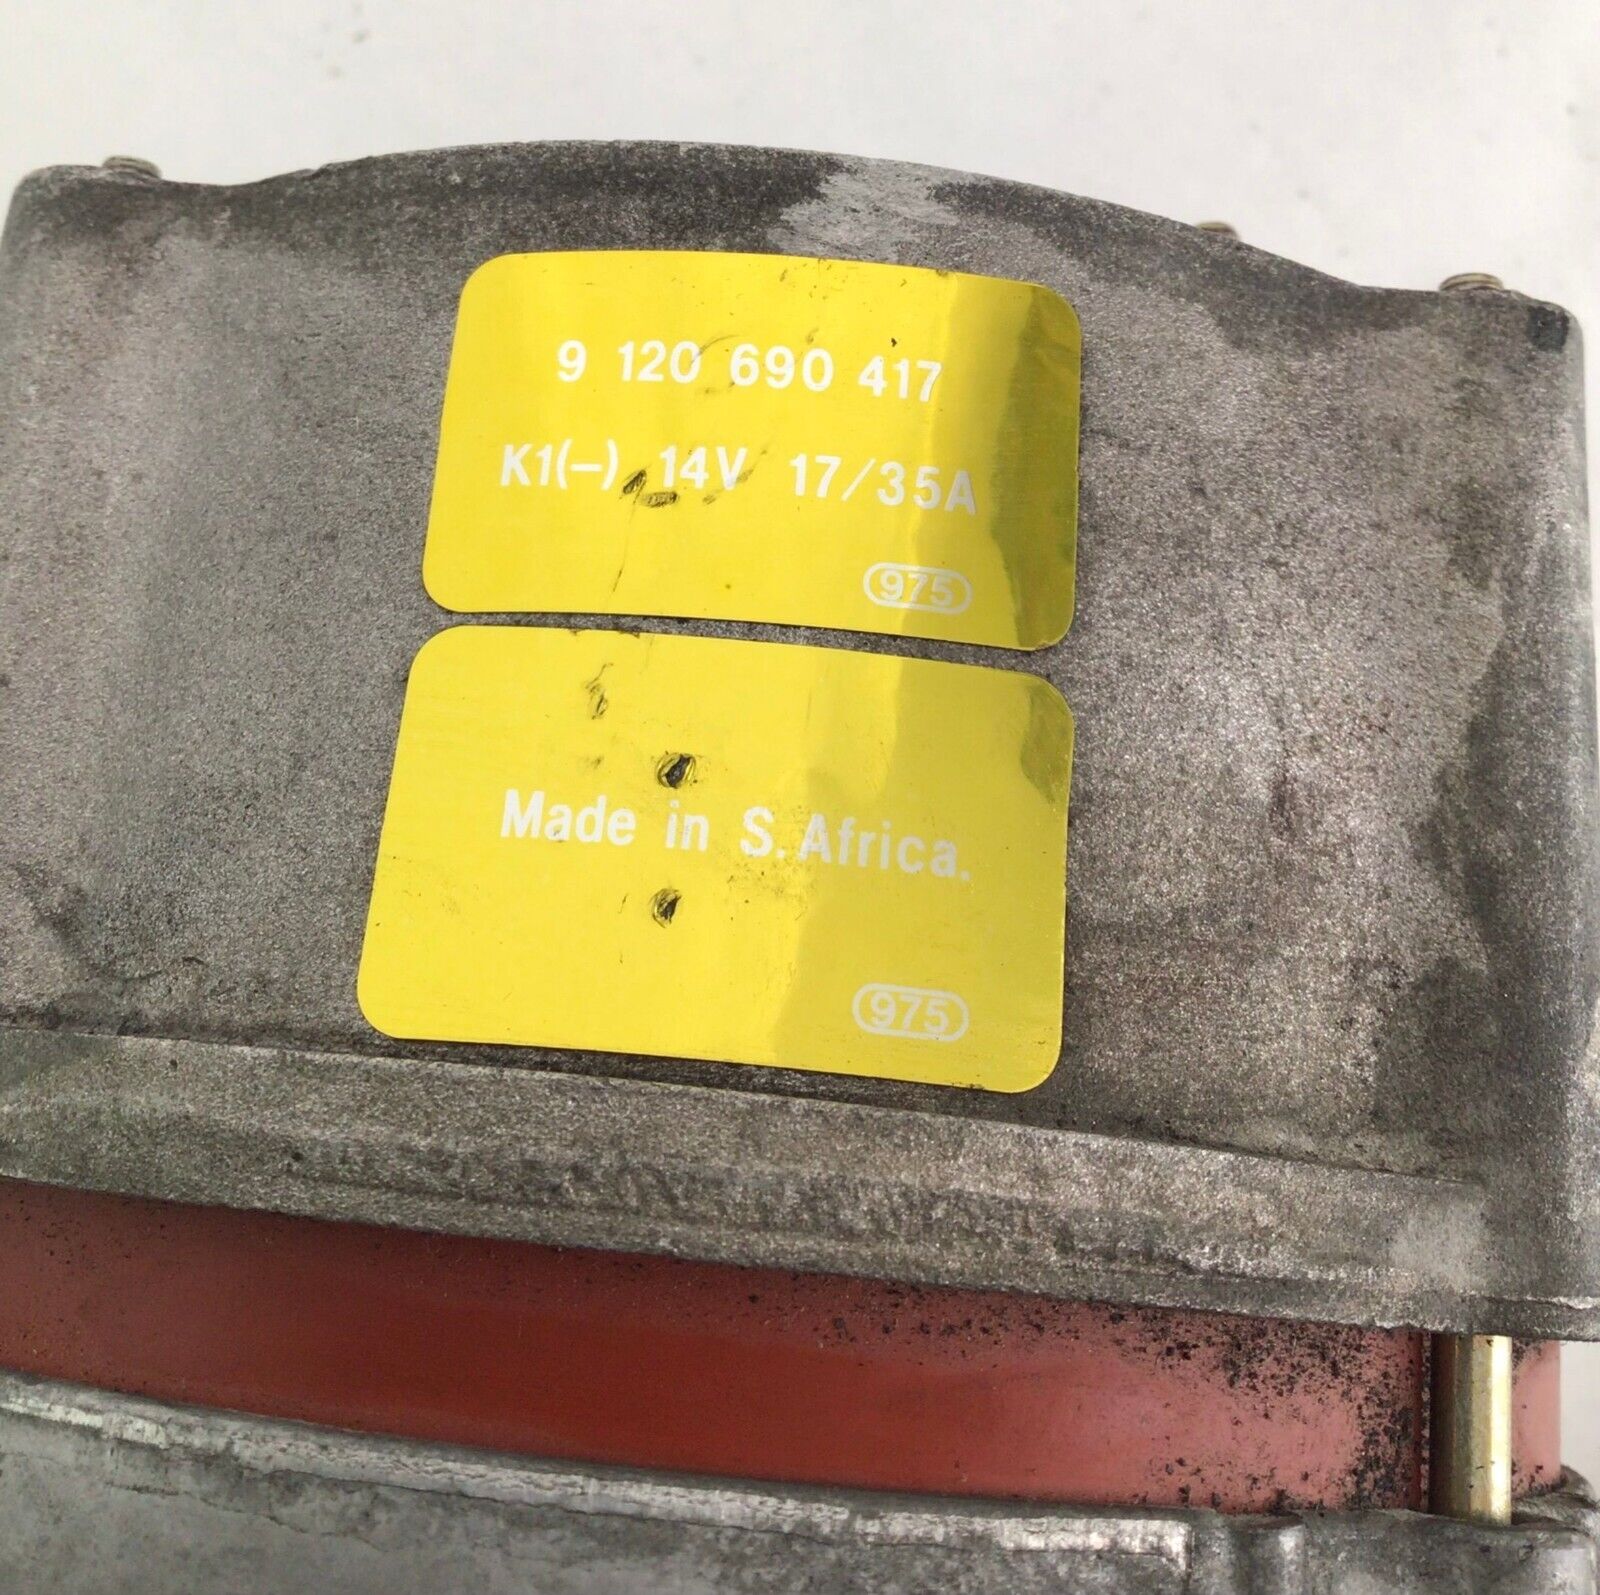 9 120 690 417
K1(-) 14V 17/35A
975
Made in S. Africa.
975